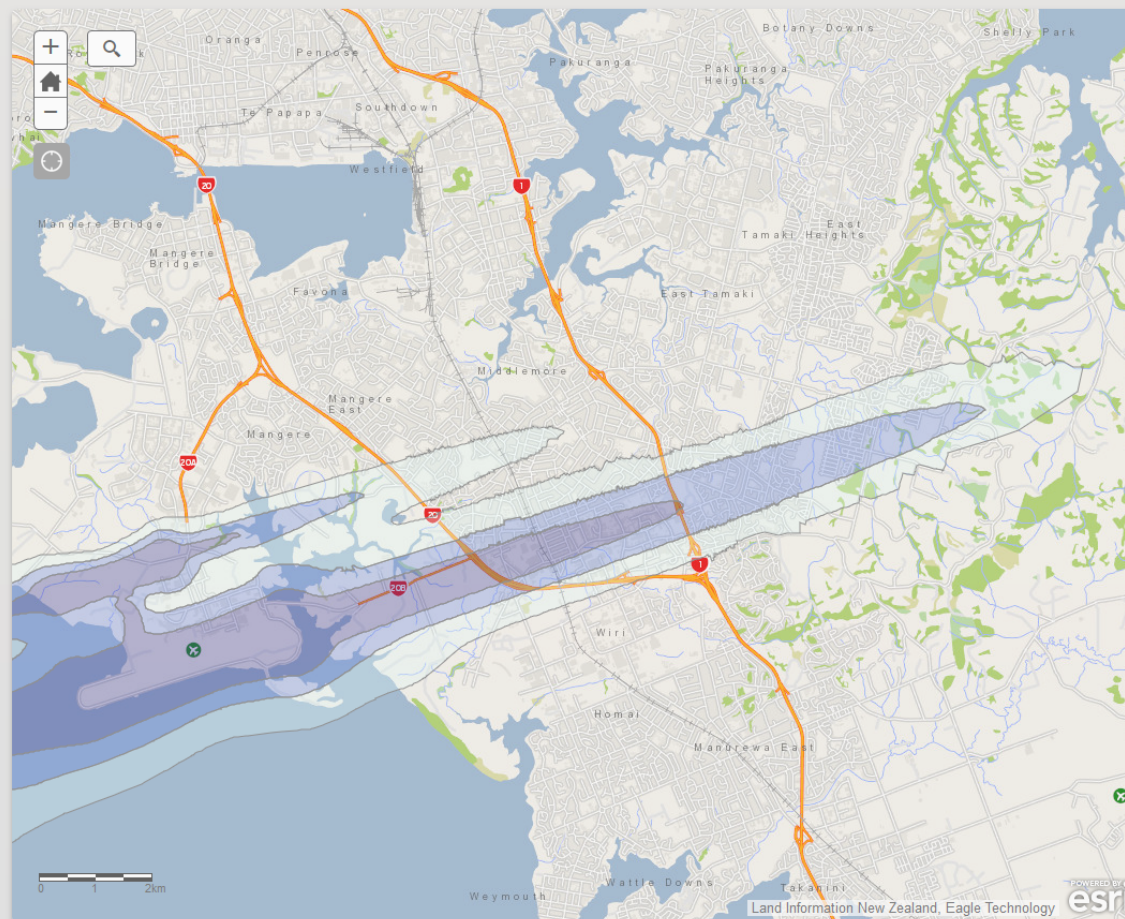 Botany Downs
Shelly Park
Oranga
Penrose
Pakuranga
Pakuranga
Heights
Southdown
Te Papapa
Westfield
20
1
Mangere Bridge
Mangere
Bridge
East
Tamaki Heights
Favona
East Tamaki
Middlemore
Mangere
East
Mangere
20A
20
1
20B
Wiri
Homai
Manurewa East
0 1 2km
Wattle Downs
Takanini
Weymouth
POWERED BY
esri
Land Information New Zealand, Eagle Technology